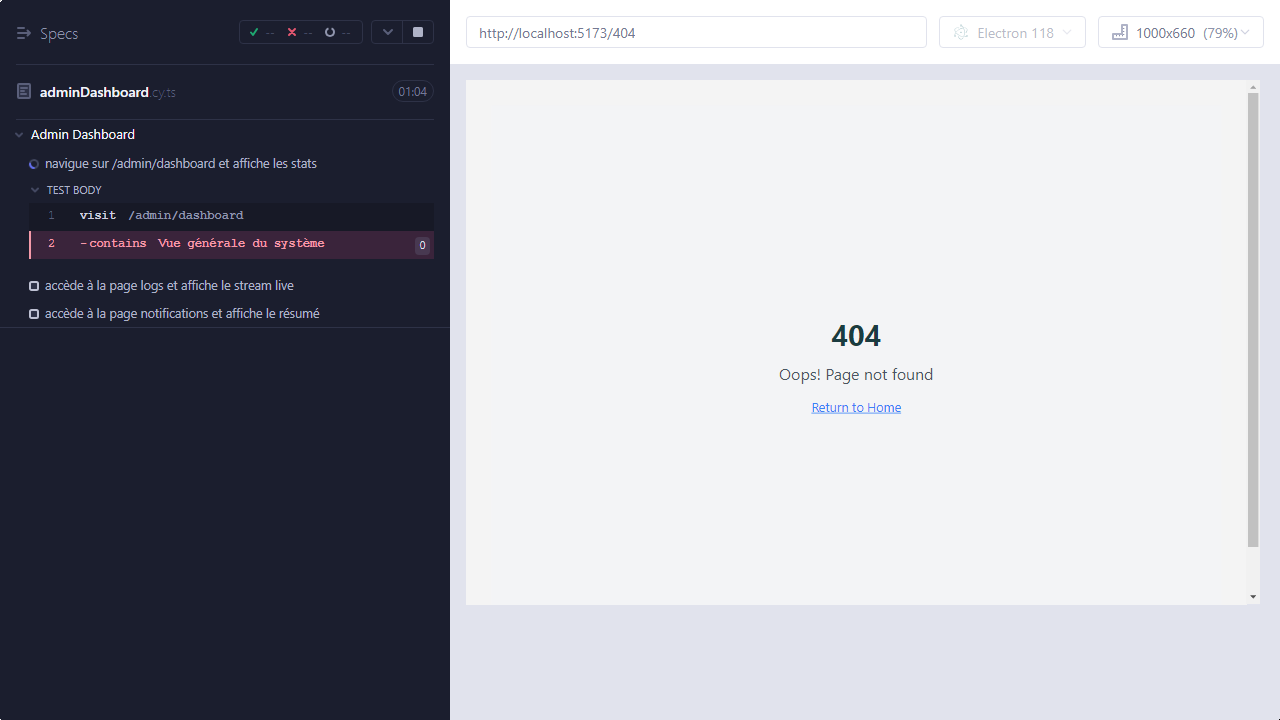 Specs
-- -- --
adminDashboard.cy.ts 01:04
Admin Dashboard
navigue sur /admin/dashboard et affiche les stats
TEST BODY
1 visit /admin/dashboard
2 -contains Vue générale du système 0
accède à la page logs et affiche le stream live
accède à la page notifications et affiche le résumé
http://localhost:5173/404
Electron 118
1000x660 (79%)
404
Oops! Page not found
Return to Home